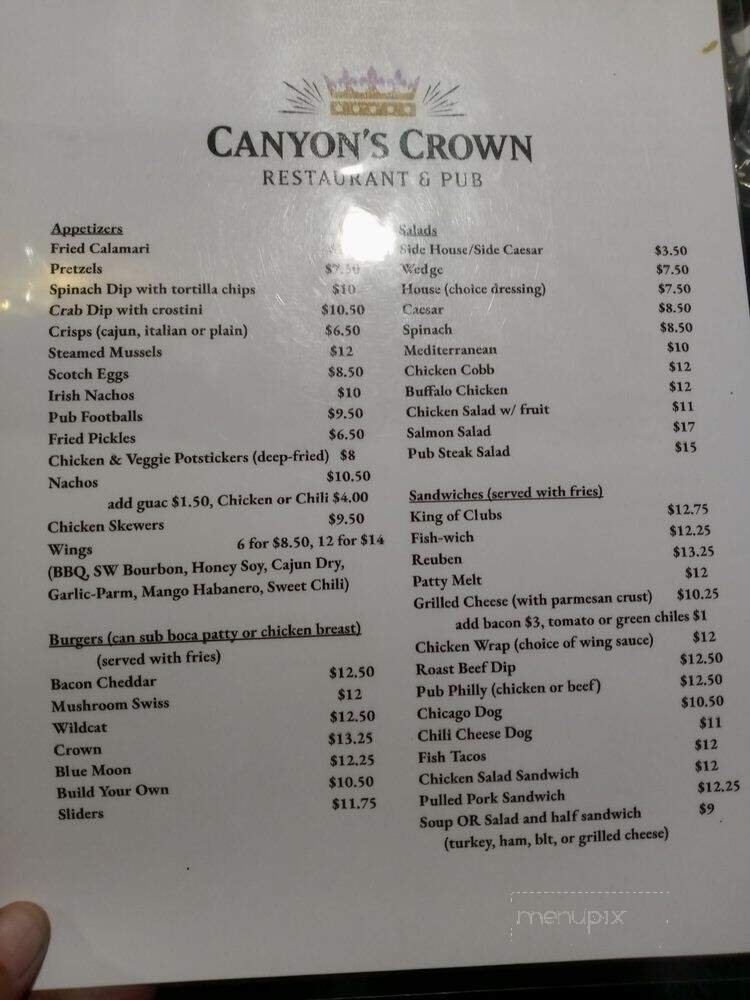 CANYON'S CROWN
RESTAURANT & PUB
Appetizers
Fried Calamari
Pretzels $7.50
Spinach Dip with tortilla chips $10
Crab Dip with crostini $10.50
Crisps (cajun, italian or plain) $6.50
Steamed Mussels $12
Scotch Eggs $8.50
Irish Nachos $10
Pub Footballs $9.50
Fried Pickles $6.50
Chicken & Veggie Potstickers (deep-fried) $8
Nachos $10.50
add guac $1.50, Chicken or Chili $4.00
Chicken Skewers $9.50
Wings 6 for $8.50, 12 for $14
(BBQ, SW Bourbon, Honey Soy, Cajun Dry,
Garlic-Parm, Mango Habanero, Sweet Chili)
Burgers (can sub boca patty or chicken breast)
(served with fries)
Bacon Cheddar $12.50
Mushroom Swiss $12
Wildcat $12.50
Crown $13.25
Blue Moon $12.25
Build Your Own $10.50
Sliders $11.75
Salads
Side House/Side Caesar $3.50
Wedge $7.50
House (choice dressing) $7.50
Caesar $8.50
Spinach $8.50
Mediterranean $10
Chicken Cobb $12
Buffalo Chicken $12
Chicken Salad w/ fruit $11
Salmon Salad $17
Pub Steak Salad $15
Sandwiches (served with fries)
King of Clubs $12.75
Fish-wich $12.25
Reuben $13.25
Patty Melt $12
Grilled Cheese (with parmesan crust) $10.25
add bacon $3, tomato or green chiles $1
Chicken Wrap (choice of wing sauce) $12
Roast Beef Dip $12.50
Pub Philly (chicken or beef) $12.50
Chicago Dog $10.50
Chili Cheese Dog $11
Fish Tacos $12
Chicken Salad Sandwich $12
Pulled Pork Sandwich $12.25
Soup OR Salad and half sandwich $9
(turkey, ham, blt, or grilled cheese)
menupix